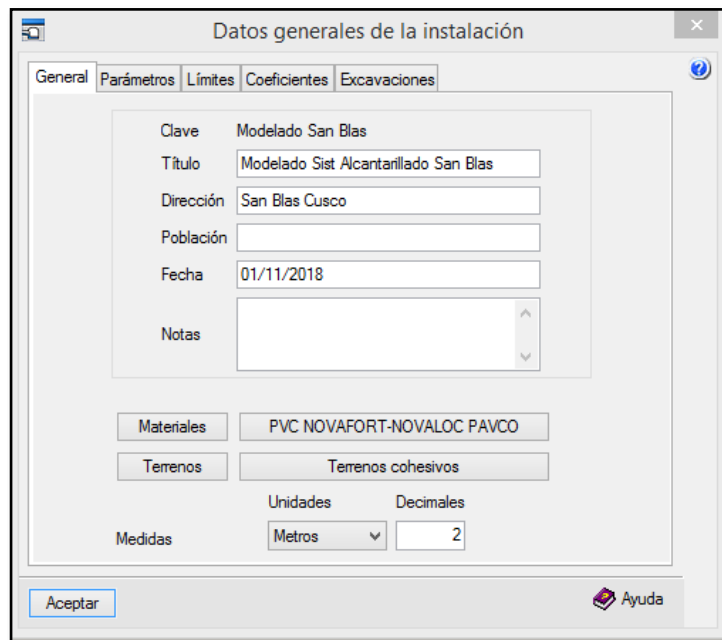 Datos generales de la instalación
General Parámetros Límites Coeficientes Excavaciones
Clave Modelado San Blas
Título Modelado Sist Alcantarillado San Blas
Dirección San Blas Cusco
Población
Fecha 01/11/2018
Notas
Materiales PVC NOVAFORT-NOVALOC PAVCO
Terrenos Terrenos cohesivos
Unidades Decimales
Medidas Metros 2
Aceptar Ayuda